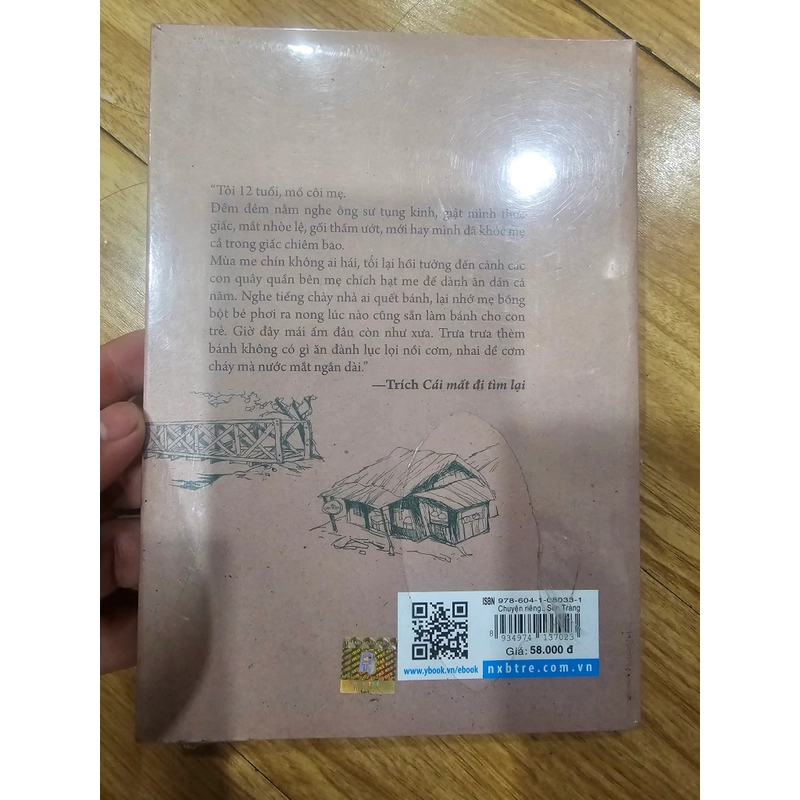 “Tôi 12 tuổi, mồ côi mẹ.
Đêm đêm nằm nghe ông sư tụng kinh, giật mình thức
giấc, mắt nhòe lệ, gối thấm ướt, mới hay mình đã khóc mẹ
cả trong giấc chiêm bao.
Mùa me chín không ai hái, tôi lại hồi tưởng đến cảnh các
con quây quần bên mẹ chích hạt me để dành ăn dần cả
năm. Nghe tiếng chày nhà ai quết bánh, lại nhớ mẹ bồng
bột bẻ phơi ra nong lúc nào cũng sẵn làm bánh cho con
trẻ. Giờ đây mái ấm đâu còn như xưa. Trưa trưa thèm
bánh không có gì ăn đành lục lọi nồi cơm, nhai dề cơm
cháy mà nước mắt ngắn dài.”
—Trích Cái mất đi tìm lại
ISBN 978-604-1-08033-1
Chuyện riêng.. Sơn Tràng
8 934974 137023
Giá: 58.000 đ
www.ybook.vn/ebook
nxbtre.com.vn